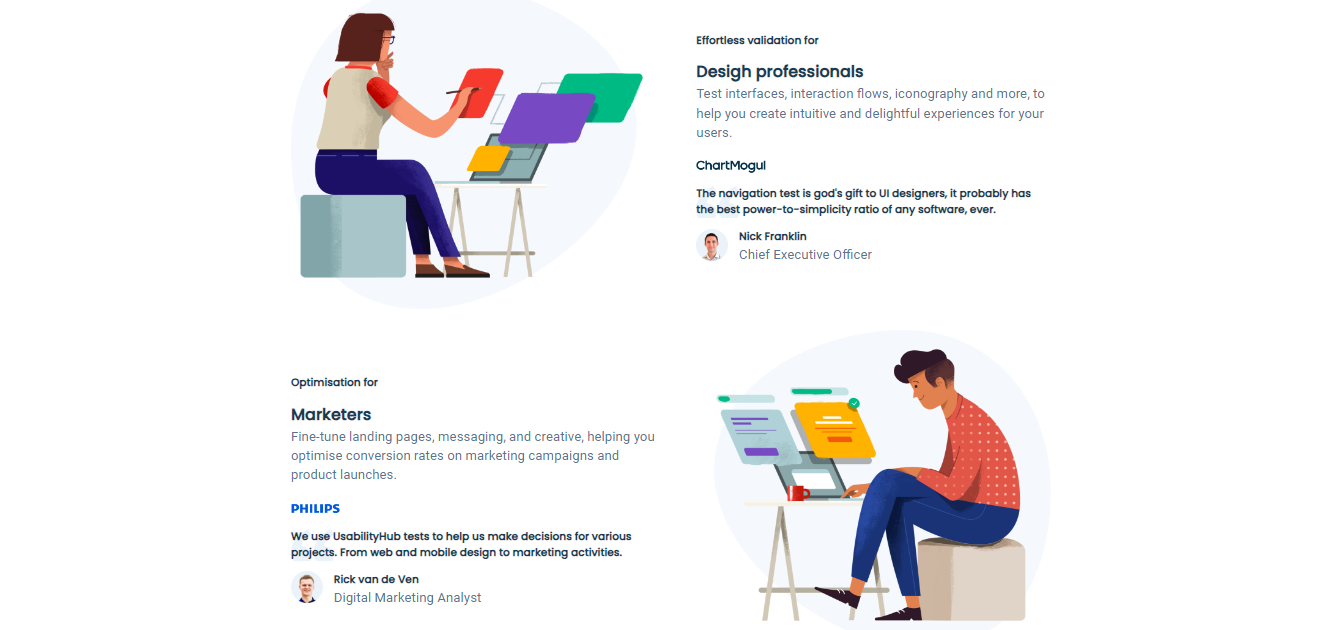 Effortless validation for
Desigh professionals
Test interfaces, interaction flows, iconography and more, to
help you create intuitive and delightful experiences for your
users.
ChartMogul
The navigation test is god's gift to UI designers, it probably has
the best power-to-simplicity ratio of any software, ever.
Nick Franklin
Chief Executive Officer
Optimisation for
Marketers
Fine-tune landing pages, messaging, and creative, helping you
optimise conversion rates on marketing campaigns and
product launches.
PHILIPS
We use UsabilityHub tests to help us make decisions for various
projects. From web and mobile design to marketing activities.
Rick van de Ven
Digital Marketing Analyst